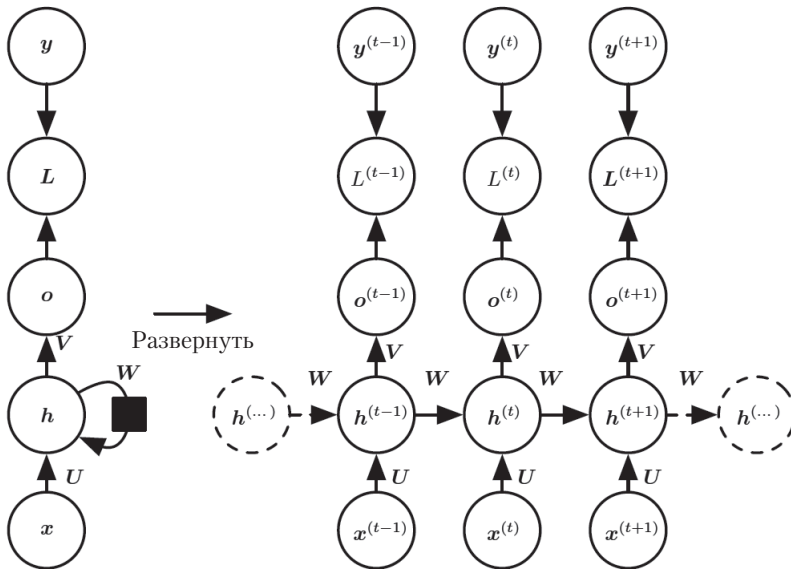 y y^(t−1) y^(t) y^(t+1)
L L^(t−1) L^(t) L^(t+1)
o o^(t−1) o^(t) o^(t+1)
Развернуть
V V V V
W W W W W
h h^(...) h^(t−1) h^(t) h^(t+1) h^(...)
U U U U
x x^(t−1) x^(t) x^(t+1)